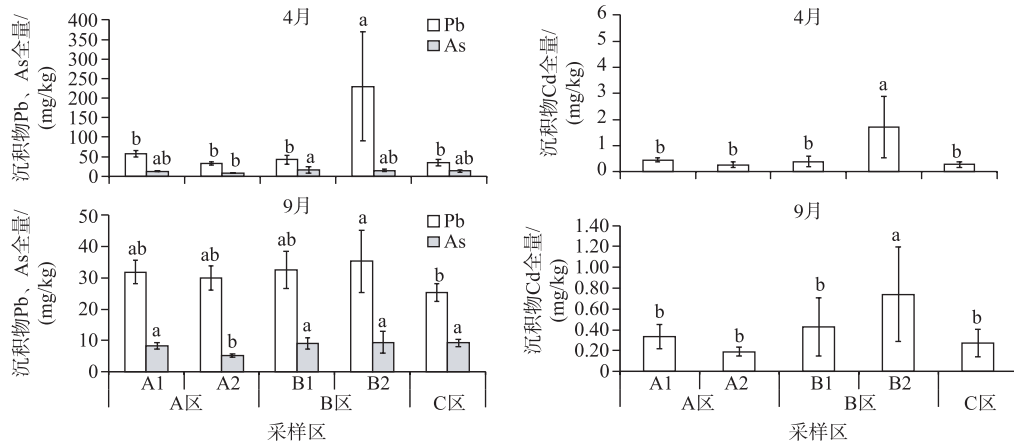 4月
沉积物Pb、As全量/
(mg/kg)
400
350
300
250
200
150
100
50
0
Pb
As
b ab b b b a a ab b ab
4月
沉积物Cd全量/
(mg/kg)
6
5
4
3
2
1
0
b b b a b
9月
沉积物Pb、As全量/
(mg/kg)
50
40
30
20
10
0
Pb
As
ab a ab b ab a a a b a
A1 A2 B1 B2
A区 B区 C区
采样区
9月
沉积物Cd全量/
(mg/kg)
1.40
1.20
1.00
0.80
0.60
0.40
0.20
0
b b b a b
A1 A2 B1 B2
A区 B区 C区
采样区